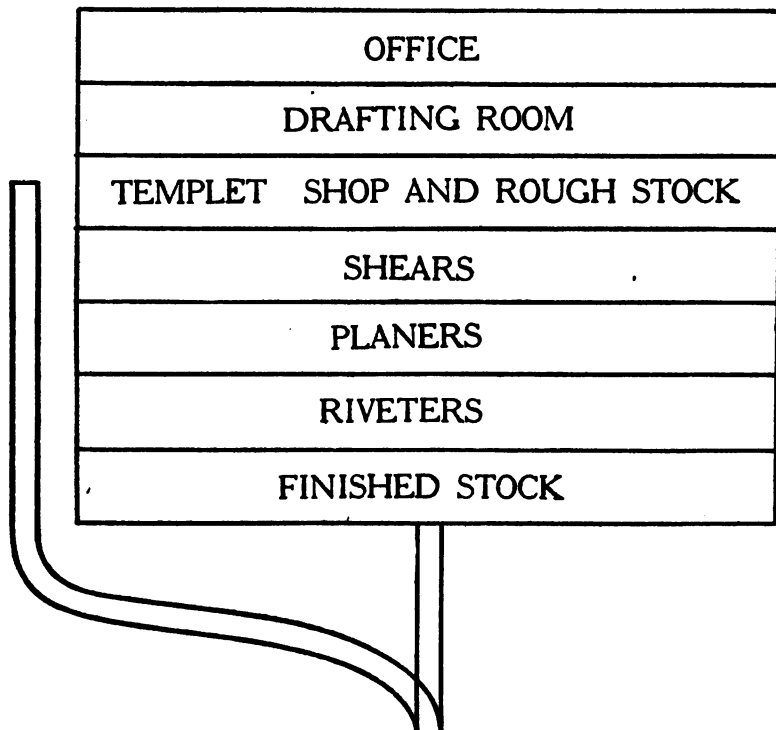 OFFICE
DRAFTING ROOM
TEMPLET SHOP AND ROUGH STOCK
SHEARS
PLANERS
RIVETERS
FINISHED STOCK